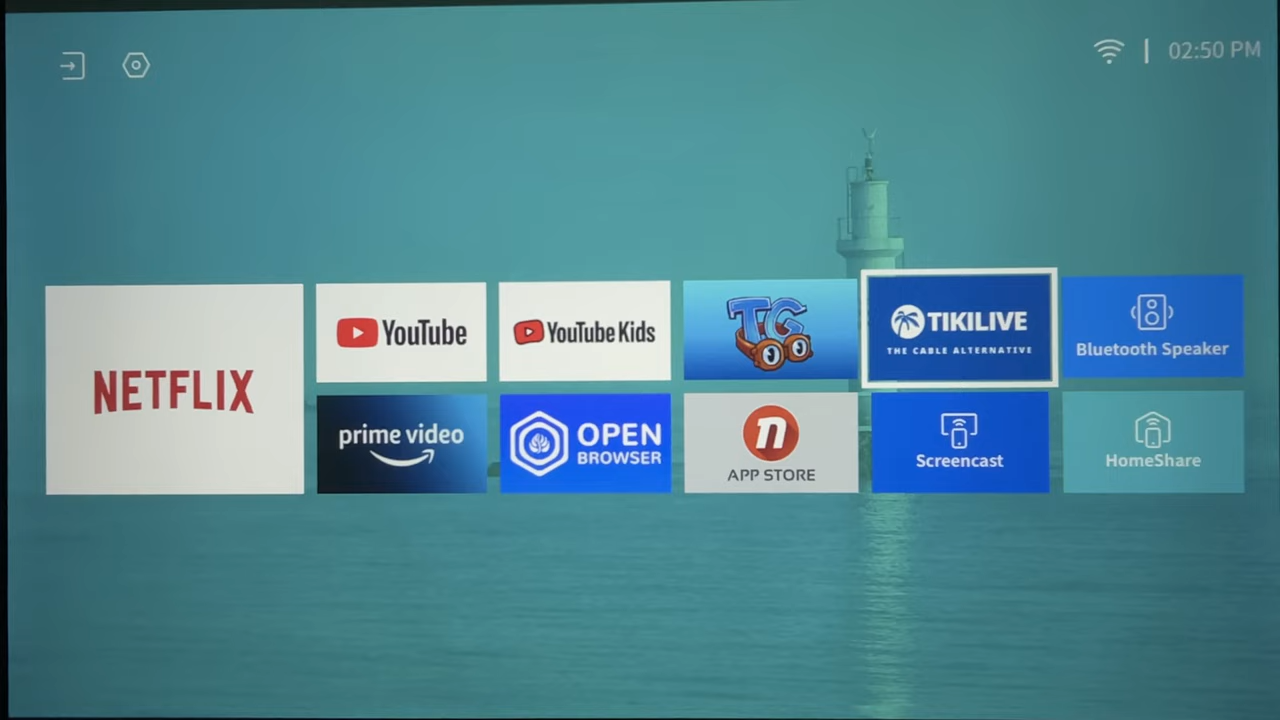 02:50 PM
NETFLIX
YouTube
YouTube Kids
TG
TIKILIVE
THE CABLE ALTERNATIVE
Bluetooth Speaker
prime video
OPEN
BROWSER
n
APP STORE
Screencast
HomeShare